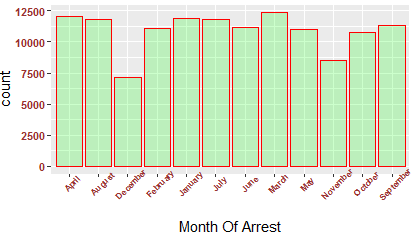 12500
10000
7500
5000
2500
0
count
April
August
December
February
January
July
June
March
May
November
October
September
Month Of Arrest